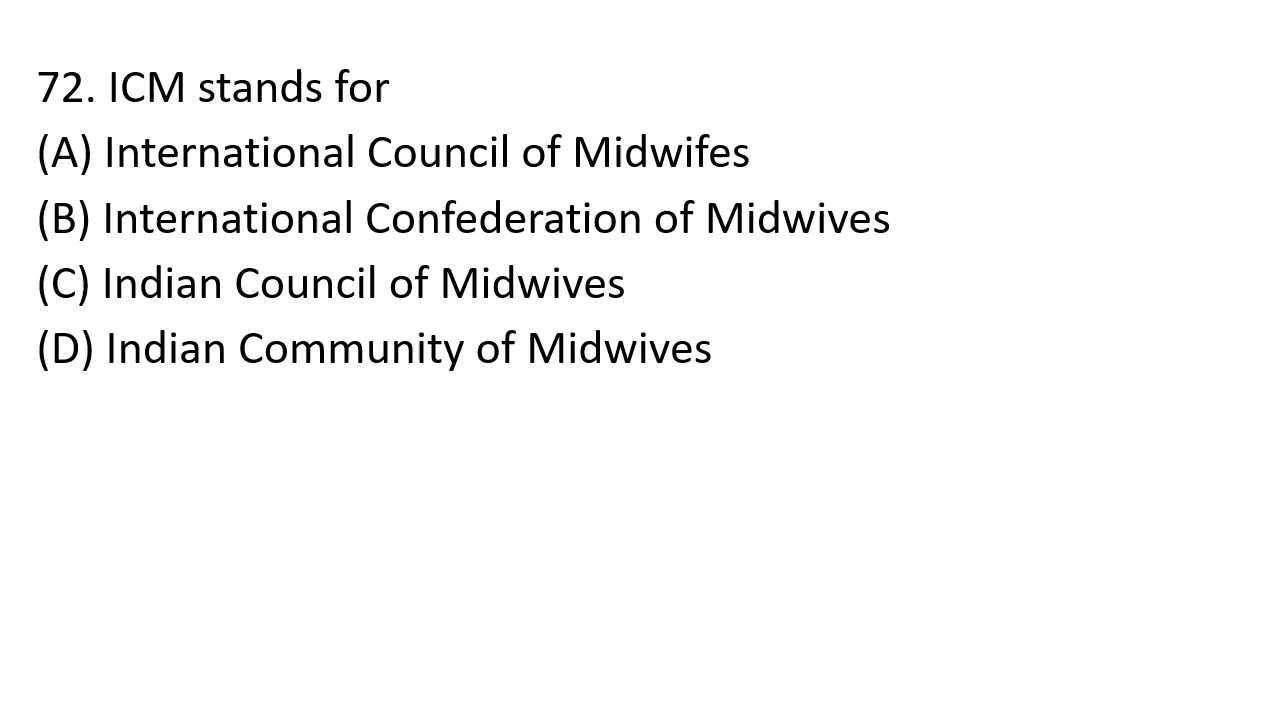 72. ICM stands for
(A) International Council of Midwifes
(B) International Confederation of Midwives
(C) Indian Council of Midwives
(D) Indian Community of Midwives